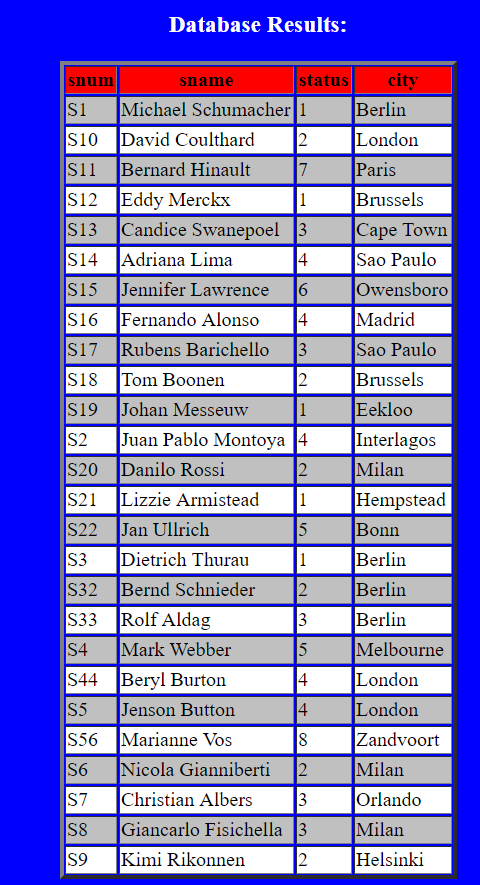 Database Results:
snum sname status city
S1 Michael Schumacher 1 Berlin
S10 David Coulthard 2 London
S11 Bernard Hinault 7 Paris
S12 Eddy Merckx 1 Brussels
S13 Candice Swanepoel 3 Cape Town
S14 Adriana Lima 4 Sao Paulo
S15 Jennifer Lawrence 6 Owensboro
S16 Fernando Alonso 4 Madrid
S17 Rubens Barichello 3 Sao Paulo
S18 Tom Boonen 2 Brussels
S19 Johan Messeuw 1 Eekloo
S2 Juan Pablo Montoya 4 Interlagos
S20 Danilo Rossi 2 Milan
S21 Lizzie Armistead 1 Hempstead
S22 Jan Ullrich 5 Bonn
S3 Dietrich Thurau 1 Berlin
S32 Bernd Schnieder 2 Berlin
S33 Rolf Aldag 3 Berlin
S4 Mark Webber 5 Melbourne
S44 Beryl Burton 4 London
S5 Jenson Button 4 London
S56 Marianne Vos 8 Zandvoort
S6 Nicola Gianniberti 2 Milan
S7 Christian Albers 3 Orlando
S8 Giancarlo Fisichella 3 Milan
S9 Kimi Rikonnen 2 Helsinki